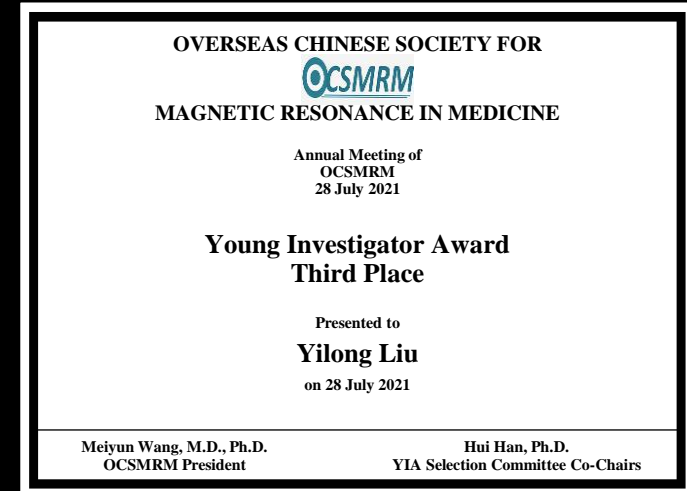 OVERSEAS CHINESE SOCIETY FOR
OCSMRM
MAGNETIC RESONANCE IN MEDICINE
Annual Meeting of
OCSMRM
28 July 2021
Young Investigator Award
Third Place
Presented to
Yilong Liu
on 28 July 2021
Meiyun Wang, M.D., Ph.D.
OCSMRM President
Hui Han, Ph.D.
YIA Selection Committee Co-Chairs